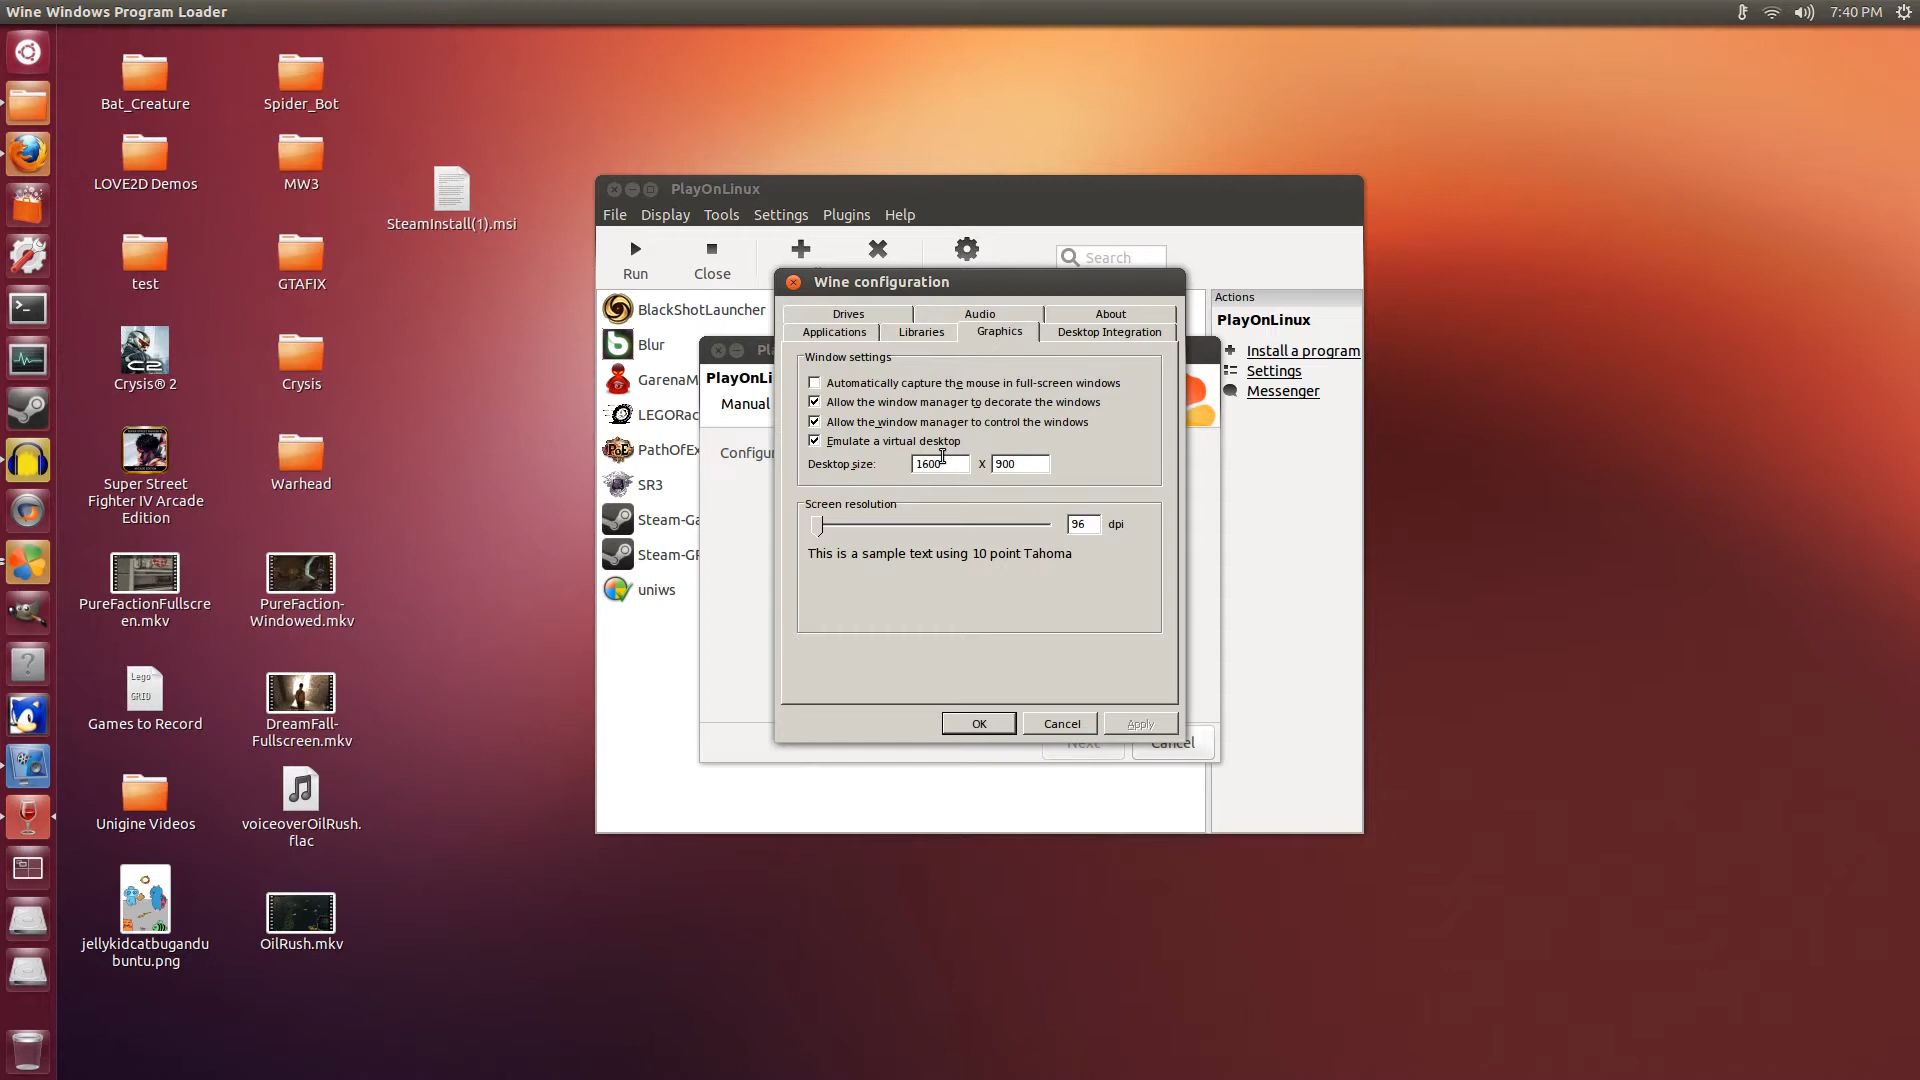 Wine Windows Program Loader
7:40 PM
Bat_Creature
Spider_Bot
LOVE2D Demos
MW3
SteamInstall(1).msi
test
GTAFIX
Crysis® 2
Crysis
Super Street
Fighter IV Arcade
Edition
Warhead
PureFactionFullscre
en.mkv
PureFaction-
Windowed.mkv
Lego
GRID
Games to Record
DreamFall-
Fullscreen.mkv
Unigine Videos
voiceoverOilRush.
flac
jellykidcatbugandu
buntu.png
OilRush.mkv
PlayOnLinux
File Display Tools Settings Plugins Help
Run
Close
Search
BlackShotLauncher
Blur
GarenaM
LEGORac
PathOfEx
SR3
Steam-Ga
Steam-GR
uniws
Actions
PlayOnLinux
Install a program
Settings
Messenger
PlayOnLi
Manual
Configur
Next
Cancel
Wine configuration
Drives
Audio
About
Applications
Libraries
Graphics
Desktop Integration
Window settings
Automatically capture the mouse in full-screen windows
Allow the window manager to decorate the windows
Allow the window manager to control the windows
Emulate a virtual desktop
Desktop size: 1600 X 900
Screen resolution
96 dpi
This is a sample text using 10 point Tahoma
OK
Cancel
Apply